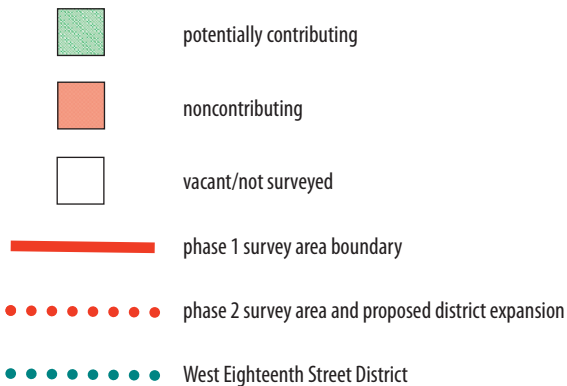 potentially contributing
noncontributing
vacant/not surveyed
phase 1 survey area boundary
phase 2 survey area and proposed district expansion
West Eighteenth Street District